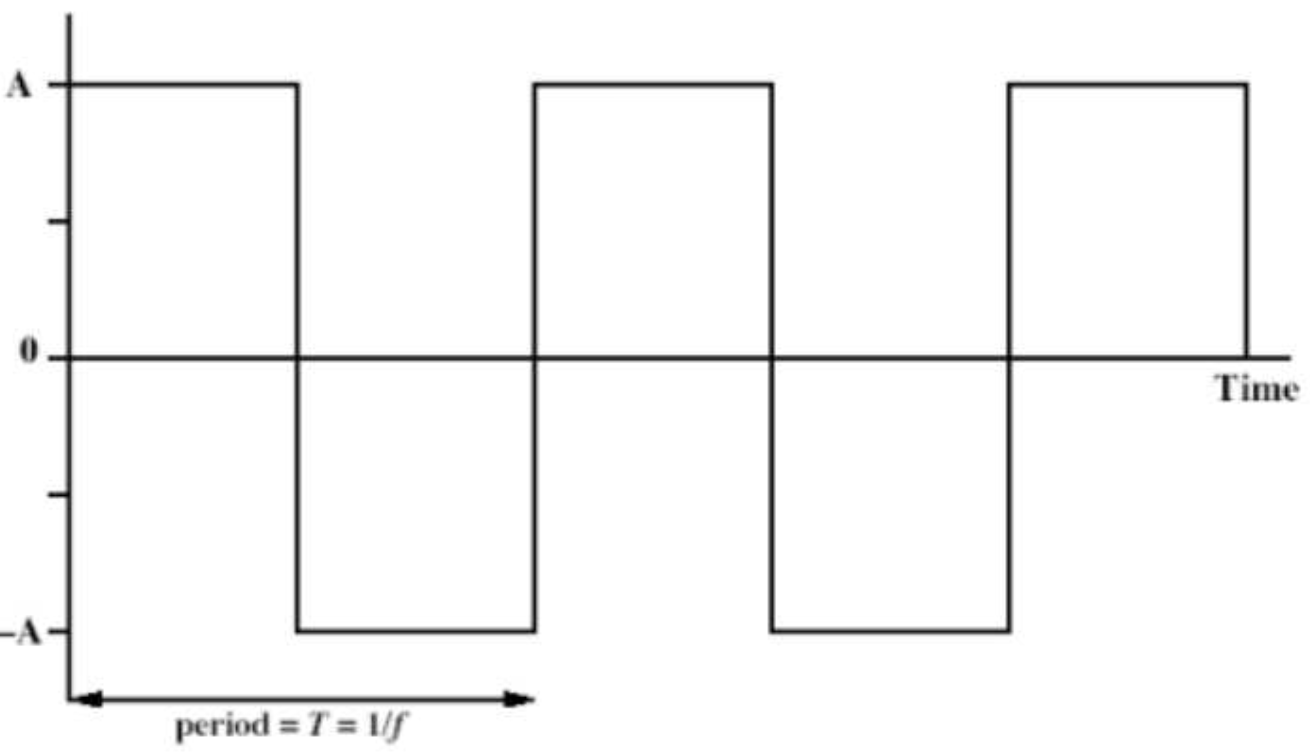 A
0
Time
–A
period = T = 1/f